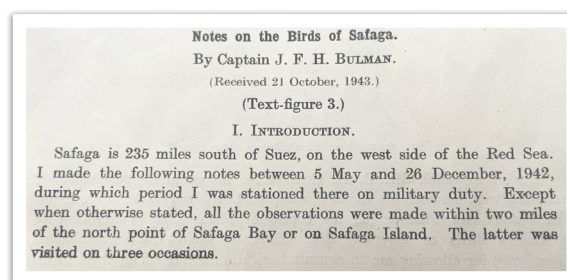 Notes on the Birds of Safaga.
By Captain J. F. H. BULMAN.
(Received 21 October, 1943.)
(Text-figure 3.)
I. INTRODUCTION.
Safaga is 235 miles south of Suez, on the west side of the Red Sea.
I made the following notes between 5 May and 26 December, 1942,
during which period I was stationed there on military duty. Except
when otherwise stated, all the observations were made within two miles
of the north point of Safaga Bay or on Safaga Island. The latter was
visited on three occasions.